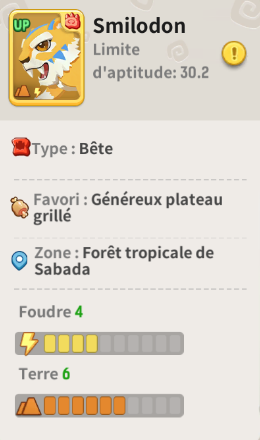 UP
Smilodon
Limite
d'aptitude: 30.2
!
Type : Bête
Favori : Généreux plateau
grillé
Zone : Forêt tropicale de
Sabada
Foudre 4
Terre 6